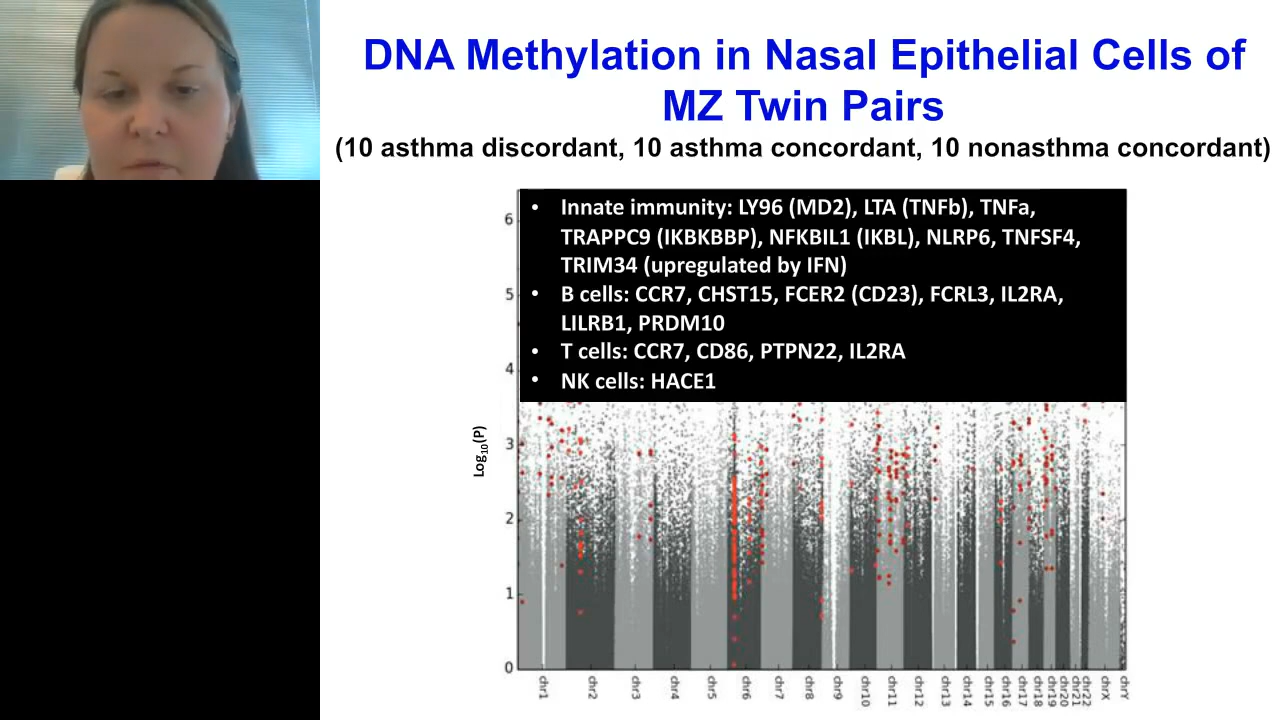 DNA Methylation in Nasal Epithelial Cells of
MZ Twin Pairs
(10 asthma discordant, 10 asthma concordant, 10 nonasthma concordant)
• Innate immunity: LY96 (MD2), LTA (TNFb), TNFa,
TRAPPC9 (IKBKBBP), NFKBIL1 (IKBL), NLRP6, TNFSF4,
TRIM34 (upregulated by IFN)
• B cells: CCR7, CHST15, FCER2 (CD23), FCRL3, IL2RA,
LILRB1, PRDM10
• T cells: CCR7, CD86, PTPN22, IL2RA
• NK cells: HACE1
6
5
4
3
2
1
0
Log10(P)
chr1
chr2
chr3
chr4
chr5
chr6
chr7
chr8
chr9
chr10
chr11
chr12
chr13
chr14
chr15
chr16
chr17
chr18
chr19
chr20
chr21
chr22
chrX
chrY